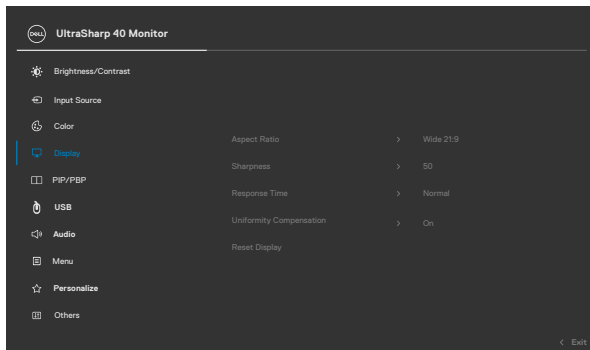 DELL UltraSharp 40 Monitor
Brightness/Contrast
Input Source
Color
Aspect Ratio > Wide 21:9
Display
Sharpness > 50
PIP/PBP
Response Time > Normal
USB
Uniformity Compensation > On
Audio
Reset Display
Menu
Personalize
Others
< Exit